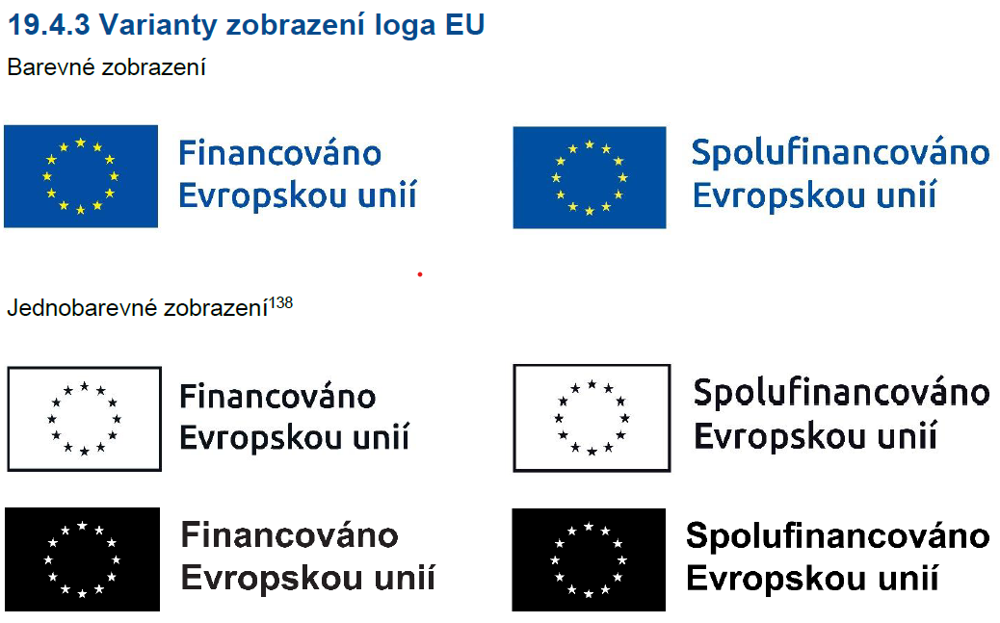 19.4.3 Varianty zobrazení loga EU
Barevné zobrazení
Financováno
Evropskou unií
Spolufinancováno
Evropskou unií
Jednobarevné zobrazení138
Financováno
Evropskou unií
Spolufinancováno
Evropskou unií
Financováno
Evropskou unií
Spolufinancováno
Evropskou unií